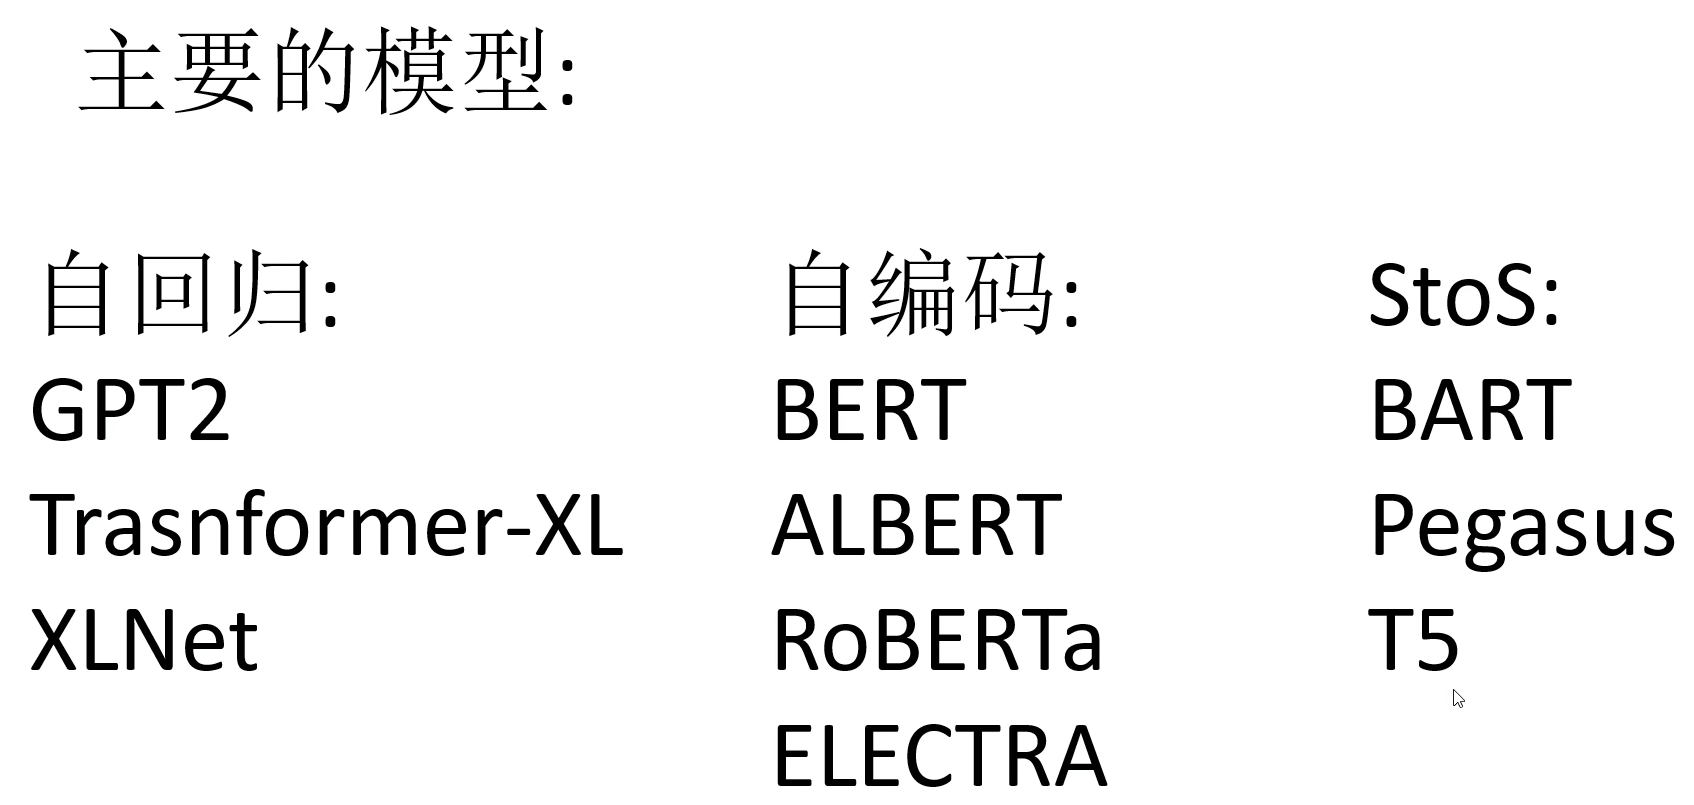 主要的模型:
自回归:
GPT2
Trasnformer-XL
XLNet
自编码:
BERT
ALBERT
RoBERTa
ELECTRA
StoS:
BART
Pegasus
T5